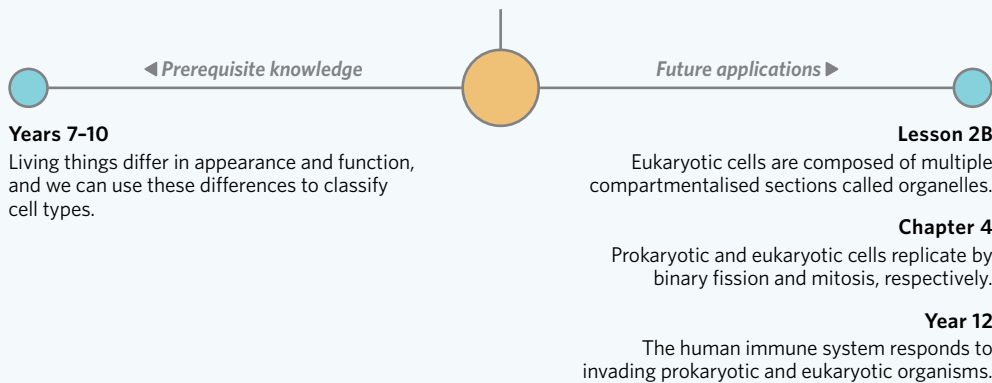 ◀ Prerequisite knowledge
Future applications ▶
Years 7–10
Living things differ in appearance and function,
and we can use these differences to classify
cell types.
Lesson 2B
Eukaryotic cells are composed of multiple
compartmentalised sections called organelles.
Chapter 4
Prokaryotic and eukaryotic cells replicate by
binary fission and mitosis, respectively.
Year 12
The human immune system responds to
invading prokaryotic and eukaryotic organisms.